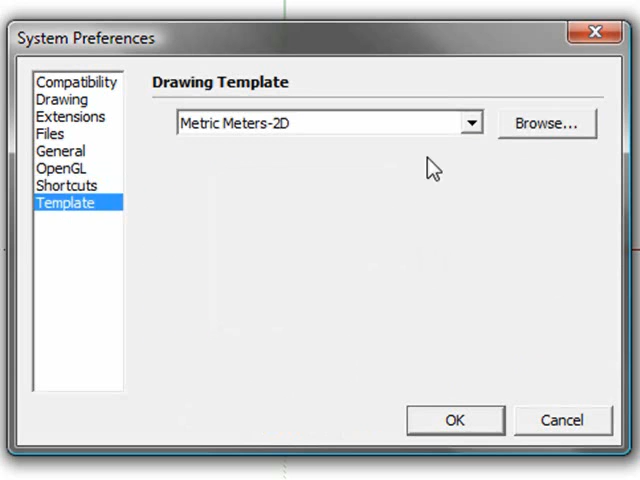 System Preferences
Compatibility
Drawing
Extensions
Files
General
OpenGL
Shortcuts
Template
Drawing Template
Metric Meters-2D
Browse...
OK
Cancel